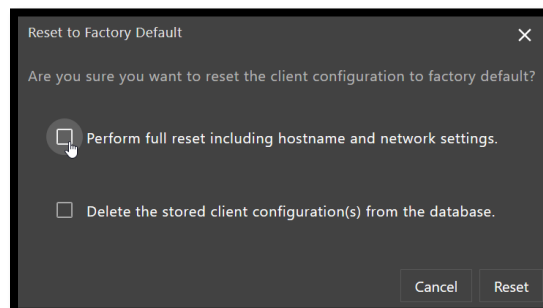 Reset to Factory Default
Are you sure you want to reset the client configuration to factory default?
Perform full reset including hostname and network settings.
Delete the stored client configuration(s) from the database.
Cancel Reset